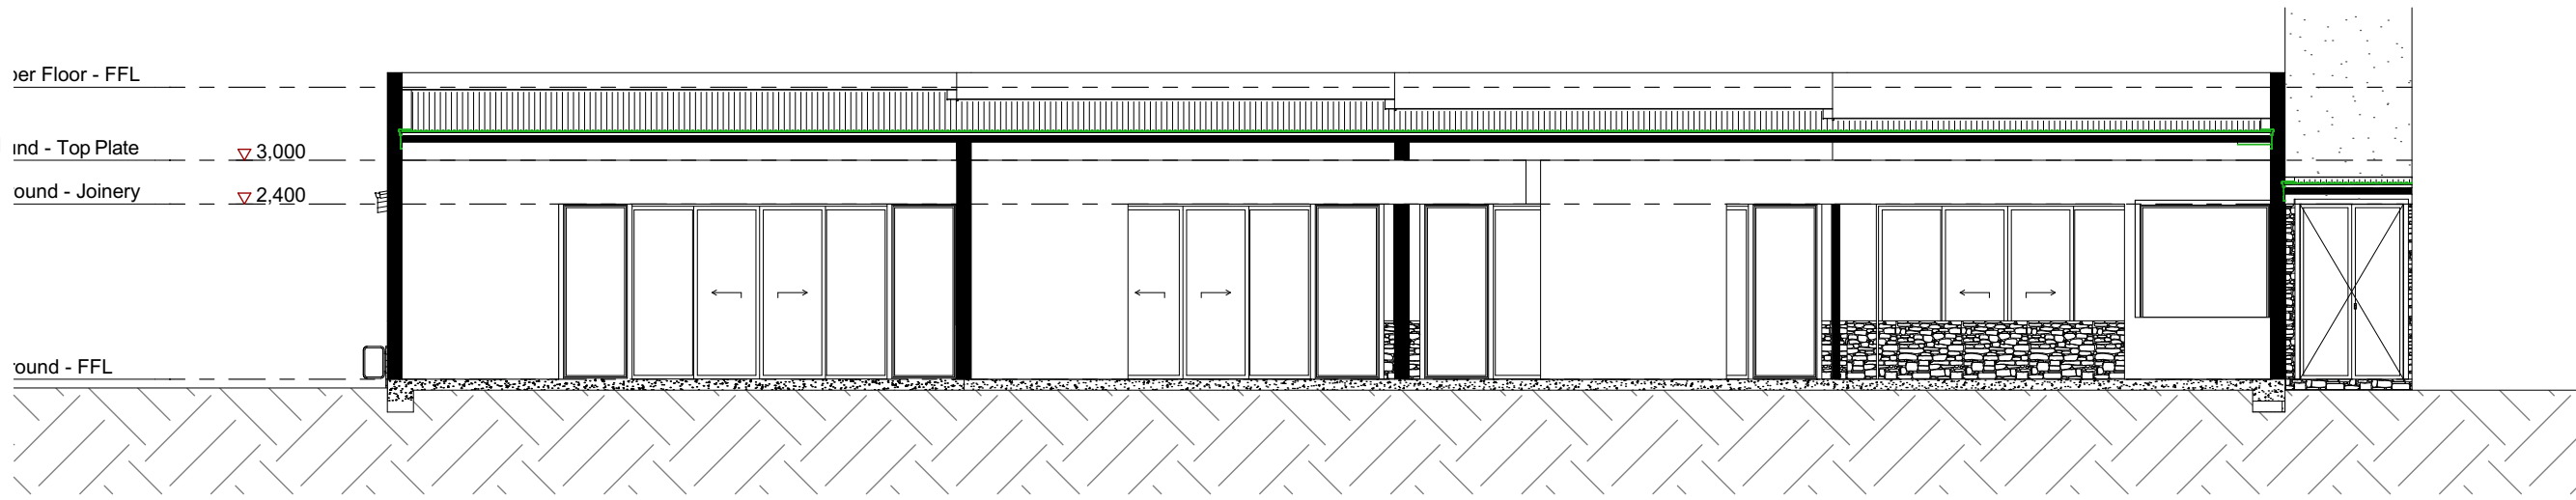 per Floor - FFL
und - Top Plate 3,000
ound - Joinery 2,400
round - FFL